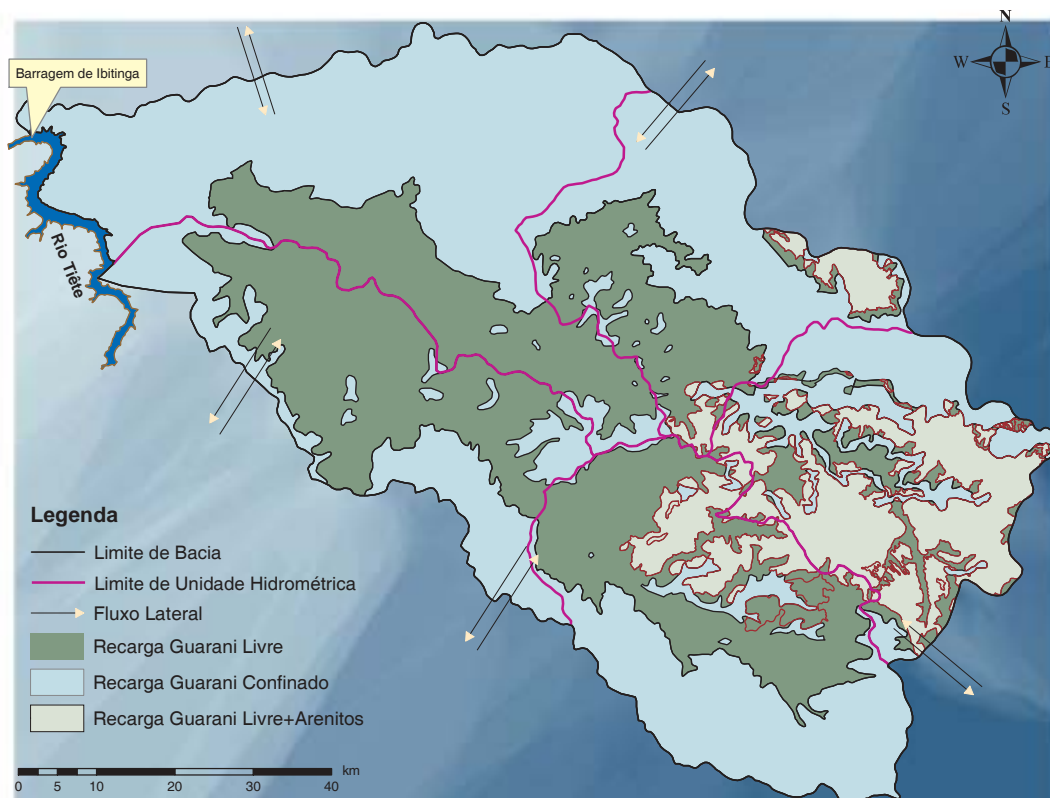 N
W E
S
Barragem de Ibitinga
Rio Tiête
Legenda
Limite de Bacia
Limite de Unidade Hidrométrica
Fluxo Lateral
Recarga Guarani Livre
Recarga Guarani Confinado
Recarga Guarani Livre+Arenitos
km
0 5 10 20 30 40